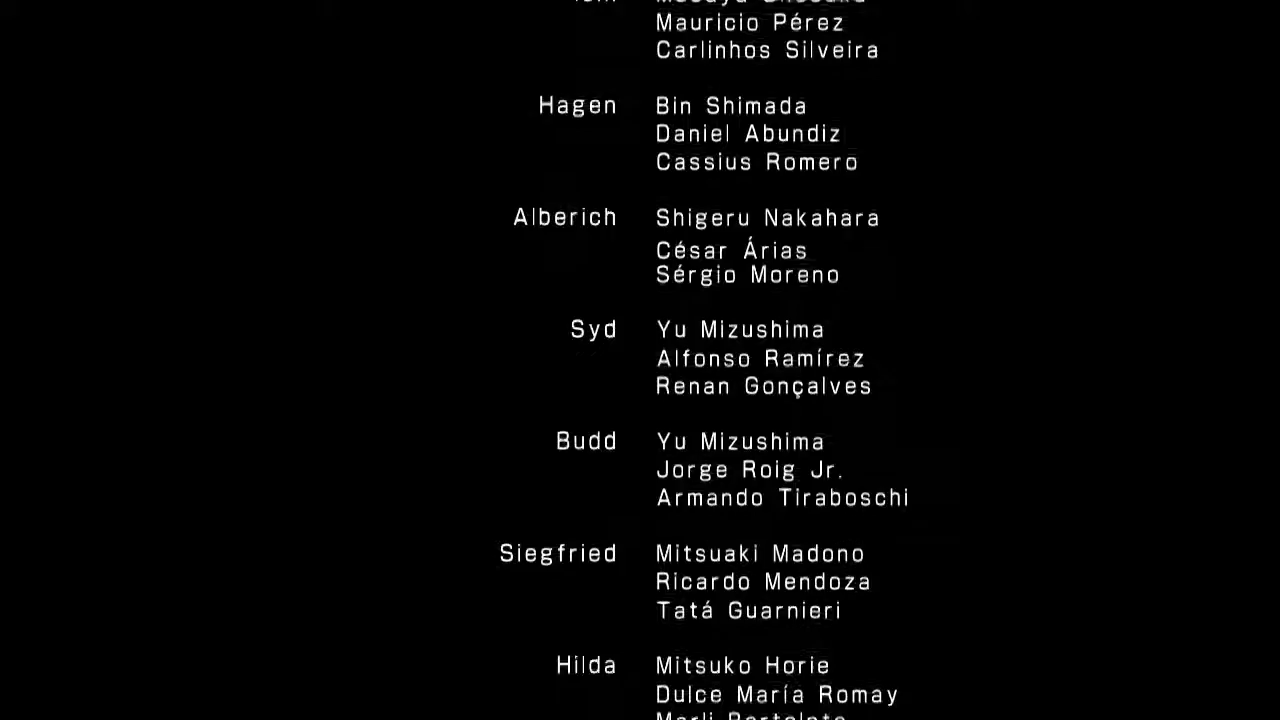 Mauricio Pérez
Carlinhos Silveira
Hagen Bin Shimada
Daniel Abundiz
Cassius Romero
Alberich Shigeru Nakahara
César Árias
Sérgio Moreno
Syd Yu Mizushima
Alfonso Ramírez
Renan Gonçalves
Budd Yu Mizushima
Jorge Roig Jr.
Armando Tiraboschi
Siegfried Mitsuaki Madono
Ricardo Mendoza
Tatá Guarnieri
Hilda Mitsuko Horie
Dulce María Romay